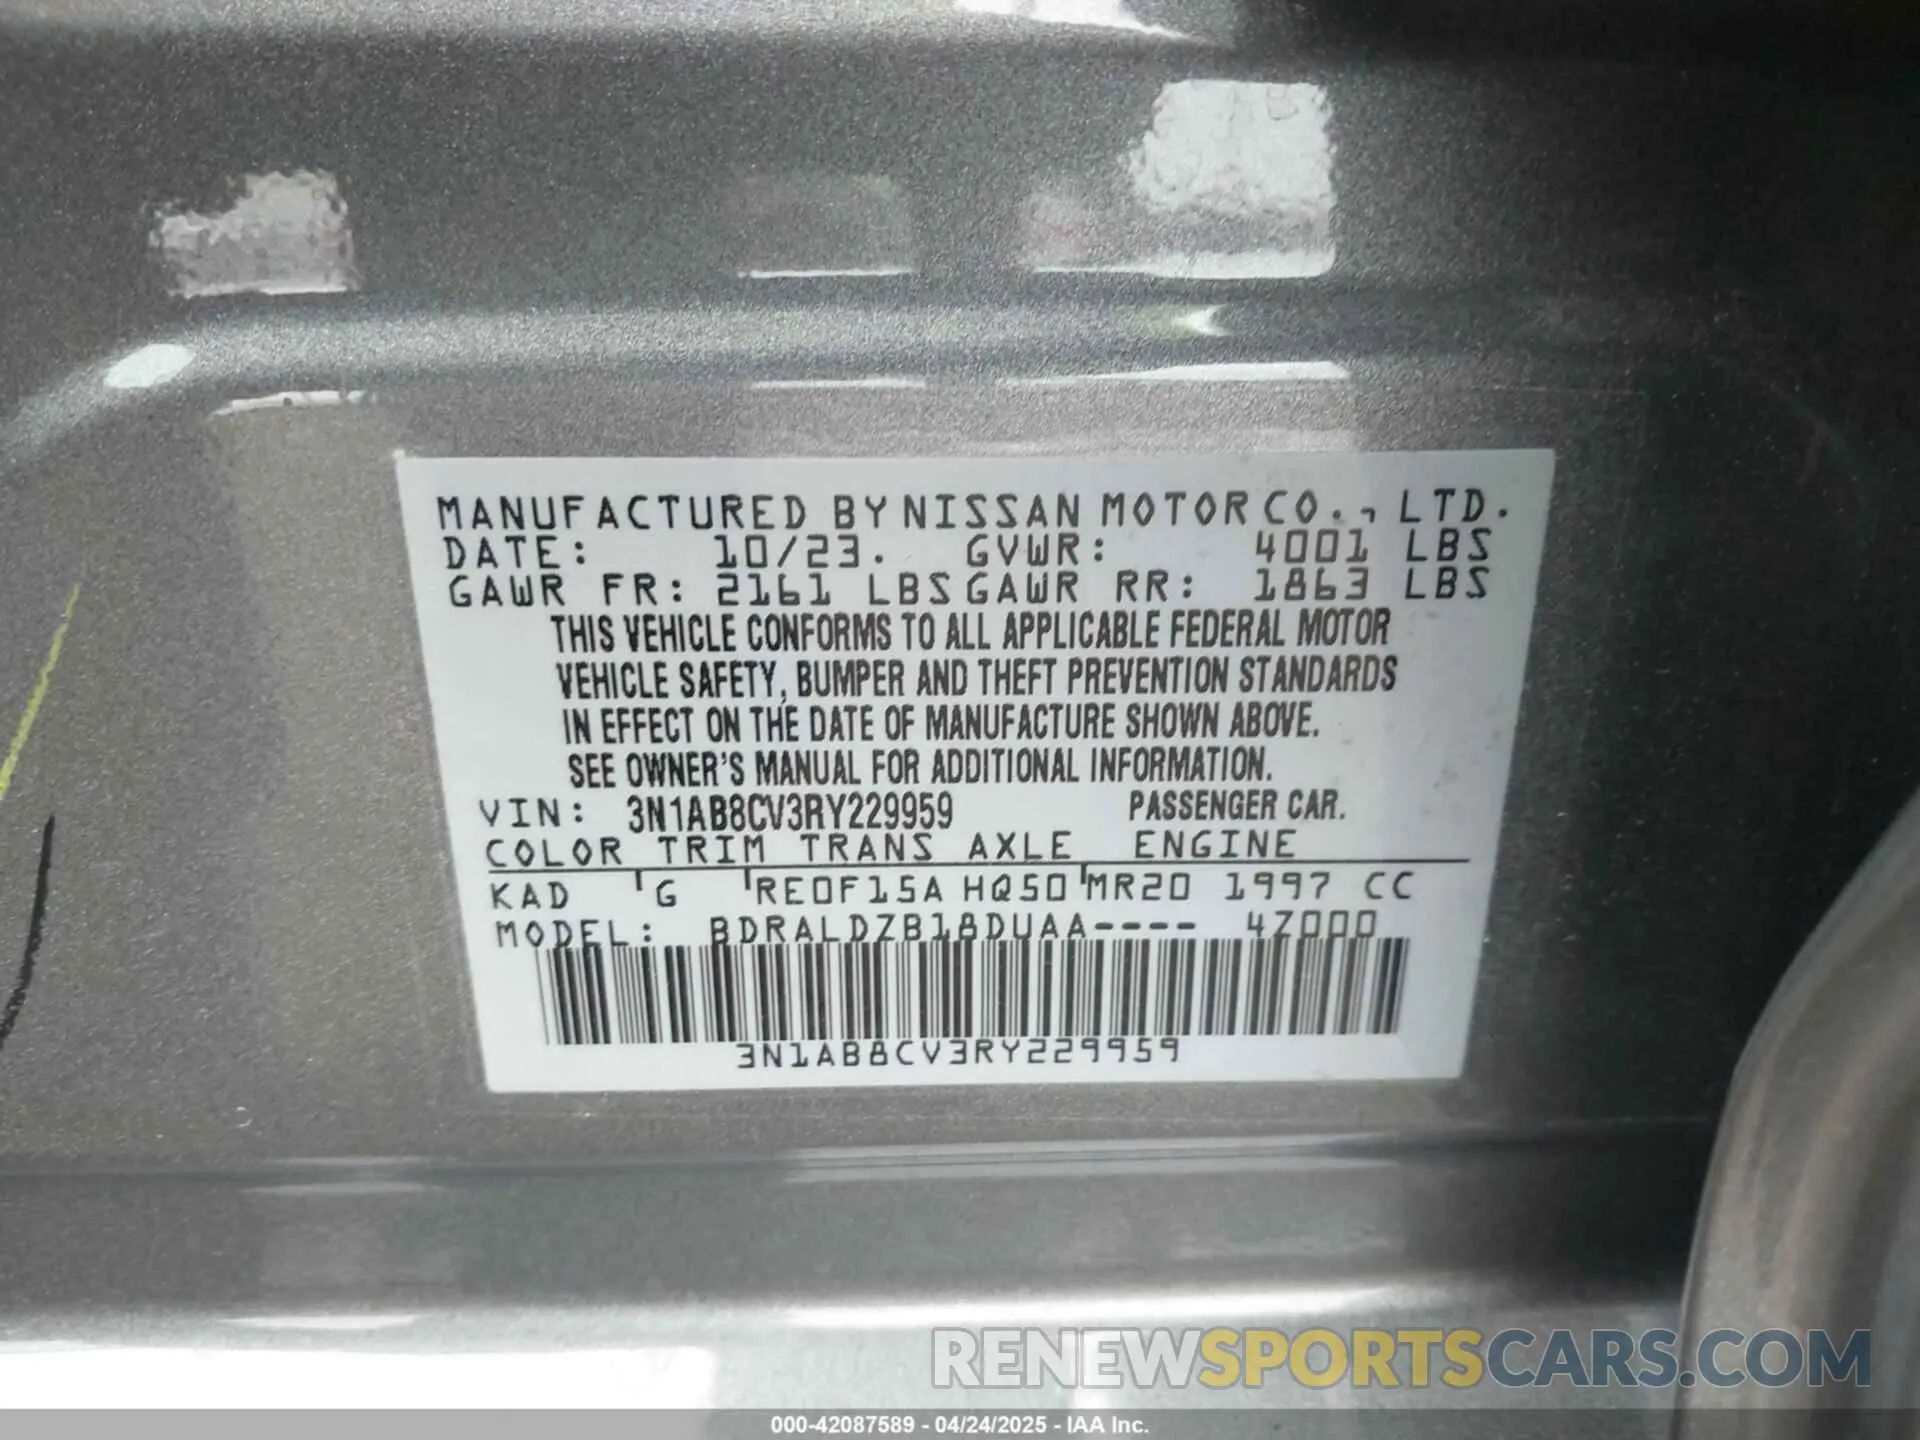 MANUFACTURED BY NISSAN MOTOR CO., LTD.
DATE: 10/23. GVWR: 4001 LBS
GAWR FR: 2161 LBS GAWR RR: 1863 LBS
THIS VEHICLE CONFORMS TO ALL APPLICABLE FEDERAL MOTOR
VEHICLE SAFETY, BUMPER AND THEFT PREVENTION STANDARDS
IN EFFECT ON THE DATE OF MANUFACTURE SHOWN ABOVE.
SEE OWNER'S MANUAL FOR ADDITIONAL INFORMATION.
VIN: 3N1AB8CV3RY229959 PASSENGER CAR.
COLOR TRIM TRANS AXLE ENGINE
KAD G RE0F15A HQ50 MR20 1997 CC
MODEL: BDRALDZB18DUAA---- 4Z000
3N1AB8CV3RY229959
RENEWSPORTSCARS.COM
000-42087589 - 04/24/2025 - IAA Inc.